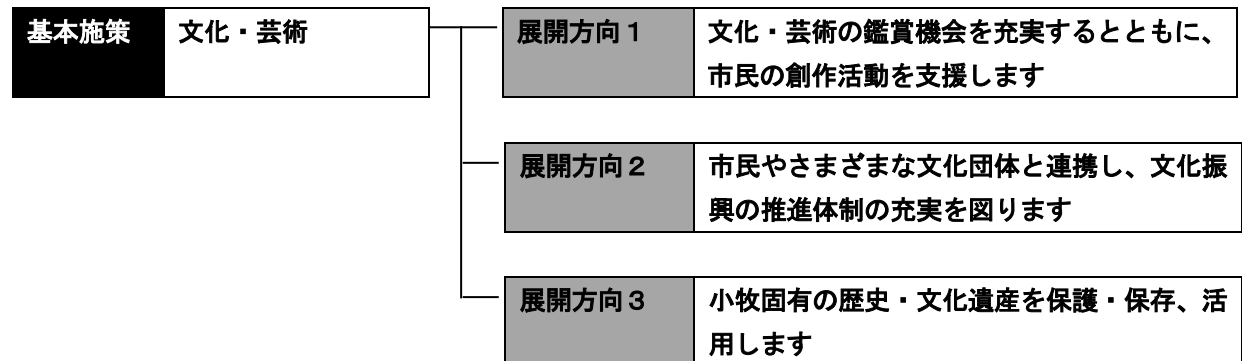 基本施策 文化・芸術
展開方向１ 文化・芸術の鑑賞機会を充実するとともに、
市民の創作活動を支援します
展開方向２ 市民やさまざまな文化団体と連携し、文化振
興の推進体制の充実を図ります
展開方向３ 小牧固有の歴史・文化遺産を保護・保存、活
用します